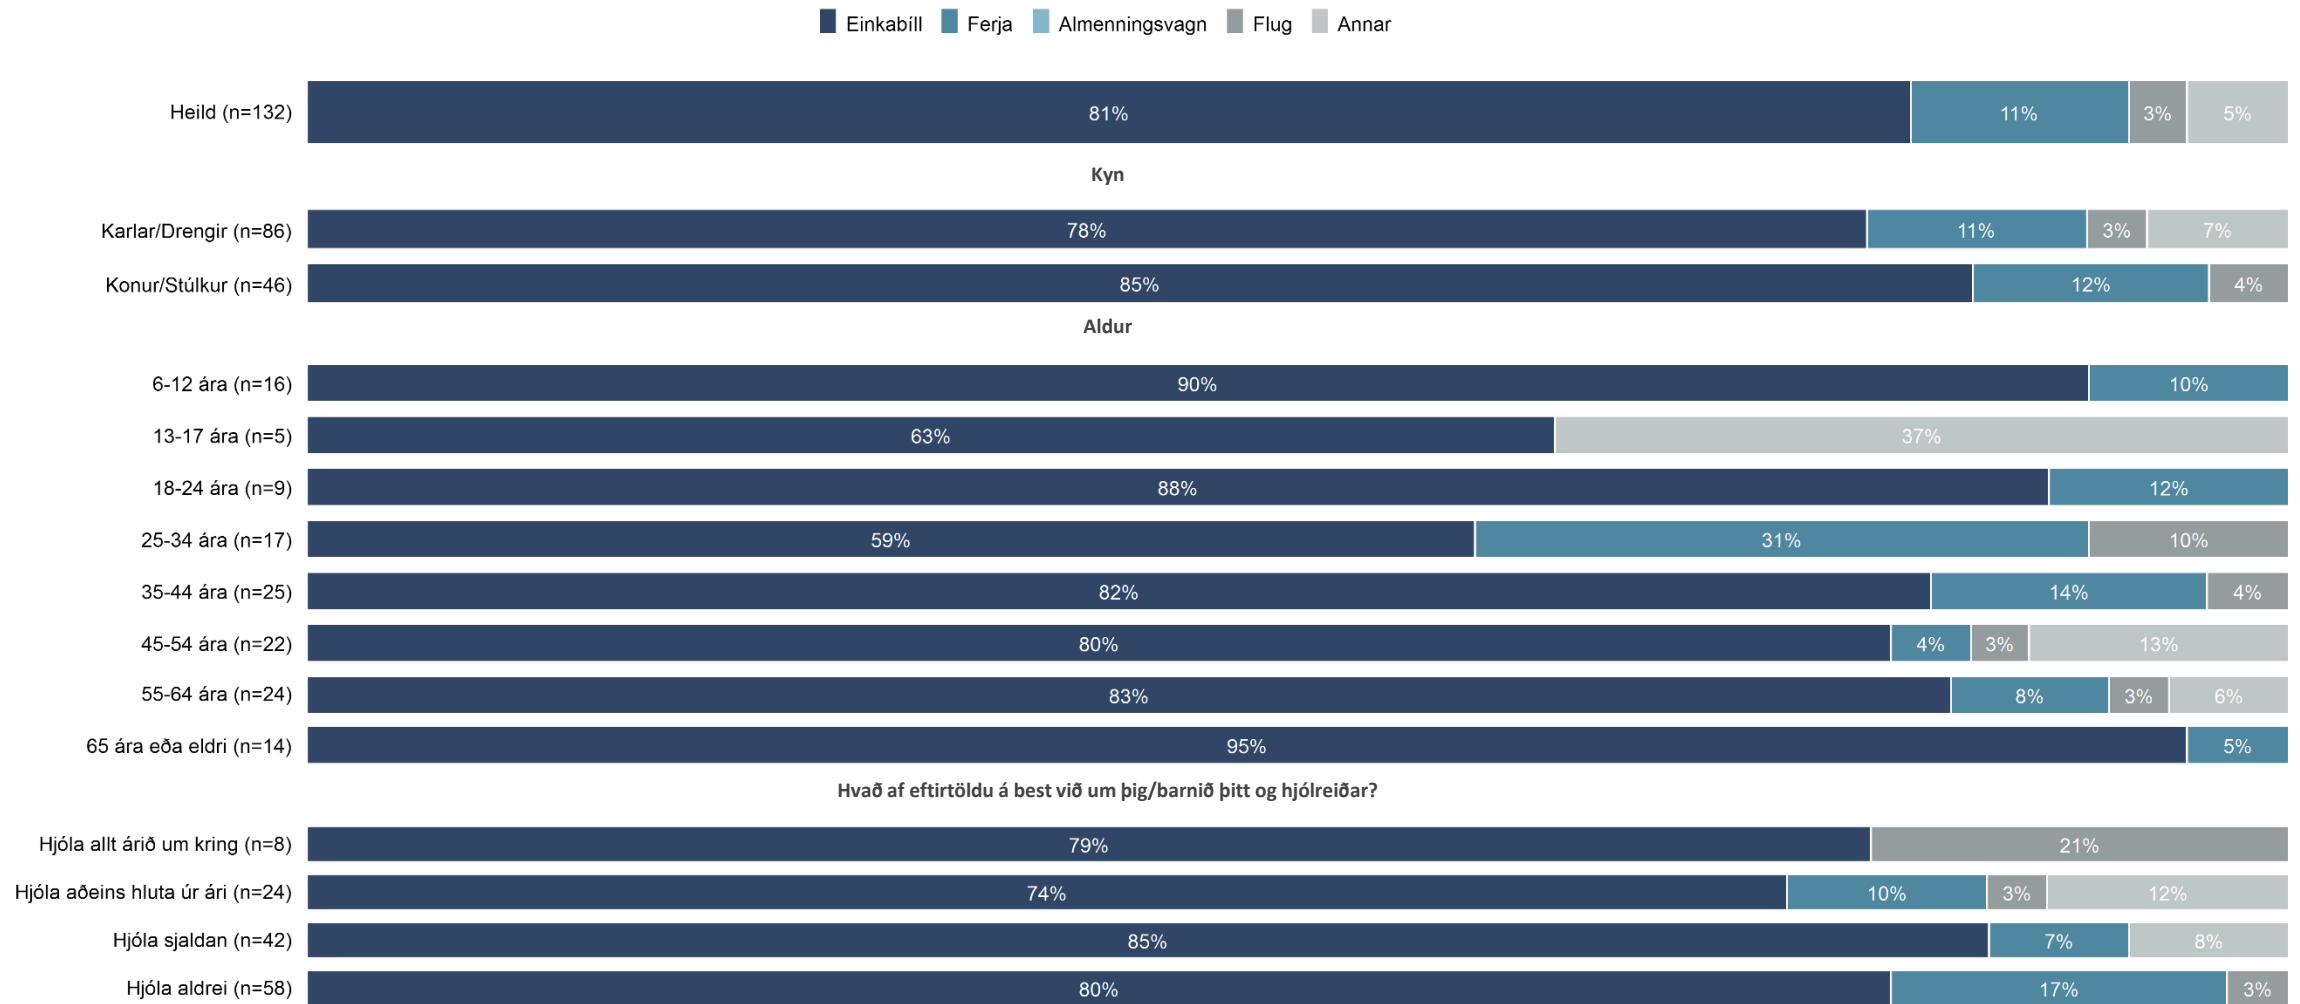 Einkabíll Ferja Almenningsvagn Flug Annar
Heild (n=132) 81% 11% 3% 5%
Kyn
Karlar/Drengir (n=86) 78% 11% 3% 7%
Konur/Stúlkur (n=46) 85% 12% 4%
Aldur
6-12 ára (n=16) 90% 10%
13-17 ára (n=5) 63% 37%
18-24 ára (n=9) 88% 12%
25-34 ára (n=17) 59% 31% 10%
35-44 ára (n=25) 82% 14% 4%
45-54 ára (n=22) 80% 4% 3% 13%
55-64 ára (n=24) 83% 8% 3% 6%
65 ára eða eldri (n=14) 95% 5%
Hvað af eftirtöldu á best við um þig/barnið þitt og hjólreiðar?
Hjóla allt árið um kring (n=8) 79% 21%
Hjóla aðeins hluta úr ári (n=24) 74% 10% 3% 12%
Hjóla sjaldan (n=42) 85% 7% 8%
Hjóla aldrei (n=58) 80% 17% 3%